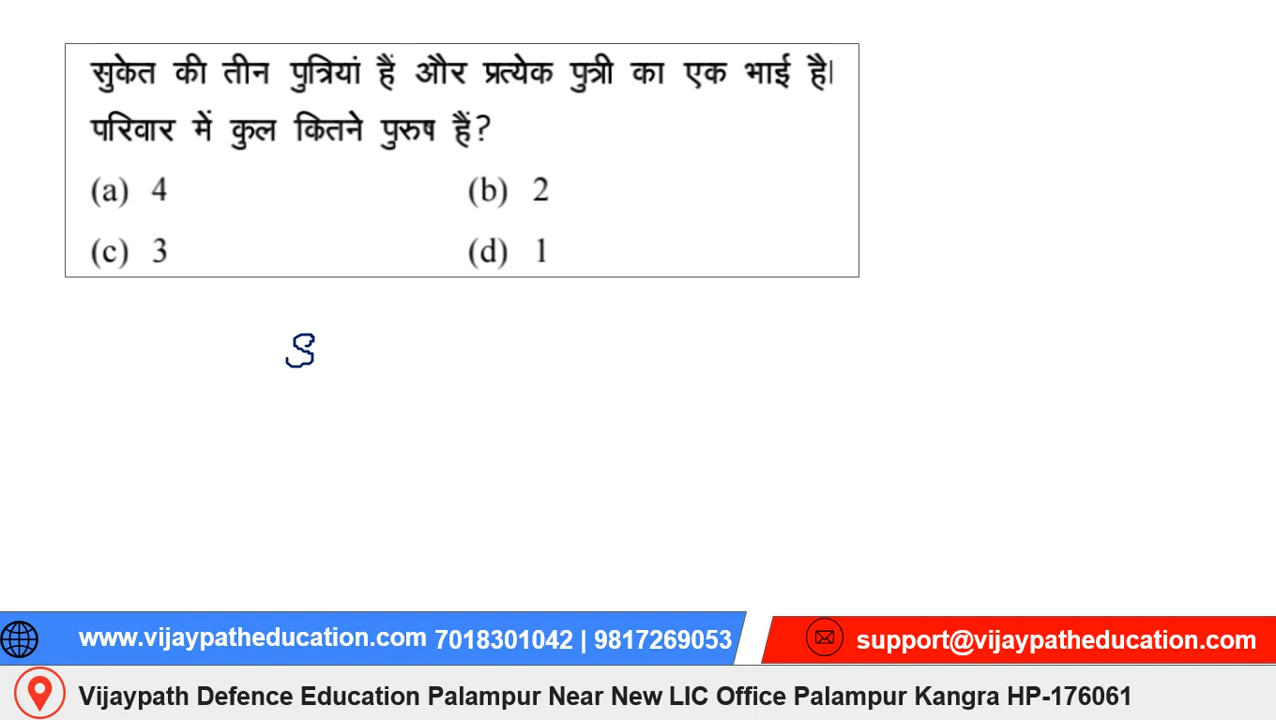 सुकेत की तीन पुत्रियां हैं और प्रत्येक पुत्री का एक भाई है।
परिवार में कुल कितने पुरुष हैं?
(a) 4 (b) 2
(c) 3 (d) 1
S
www.vijaypatheducation.com 7018301042 | 9817269053 support@vijaypatheducation.com
Vijaypath Defence Education Palampur Near New LIC Office Palampur Kangra HP-176061